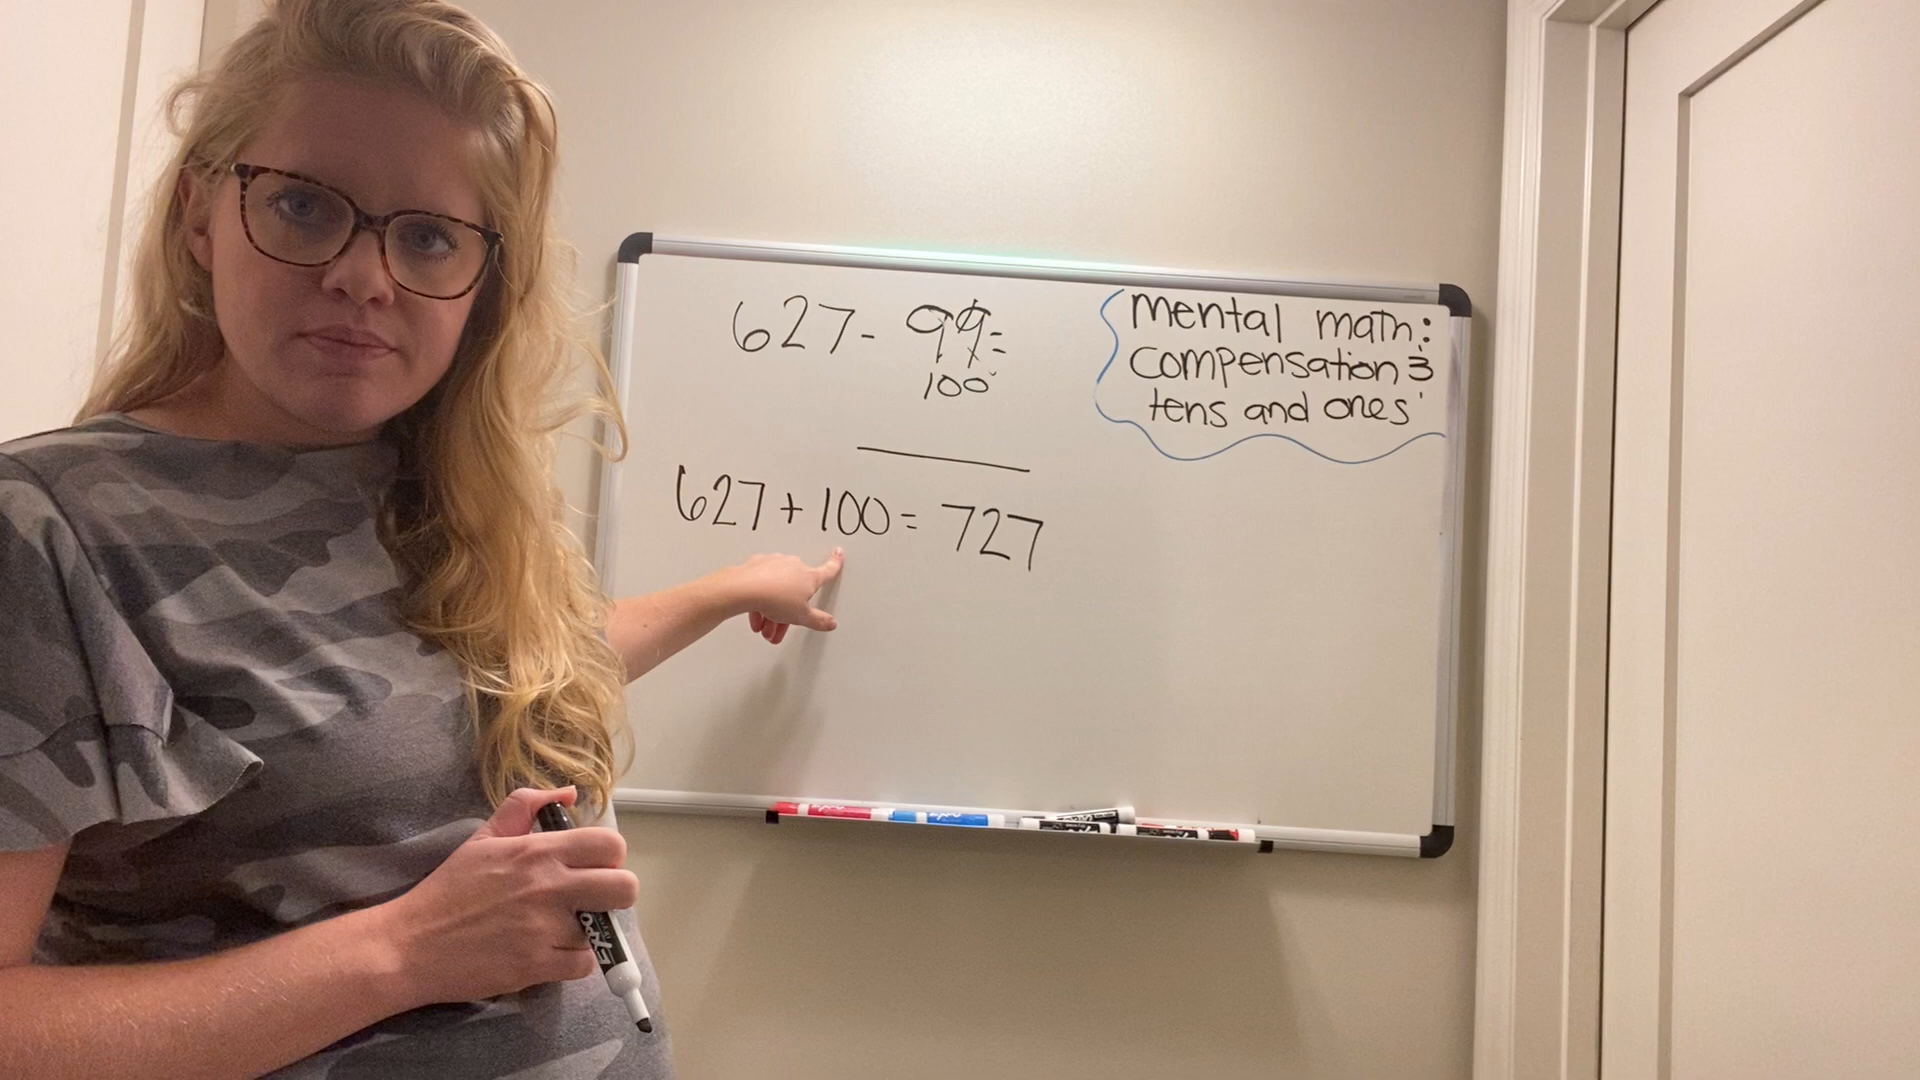 627 - 99 =
100
627 + 100 = 727
Mental math:
compensation &
tens and ones
EXPO